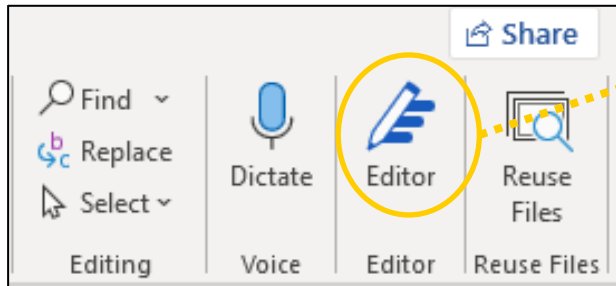 Share
Find
Replace
Select
Editing
Dictate
Voice
Editor
Editor
Reuse
Files
Reuse Files